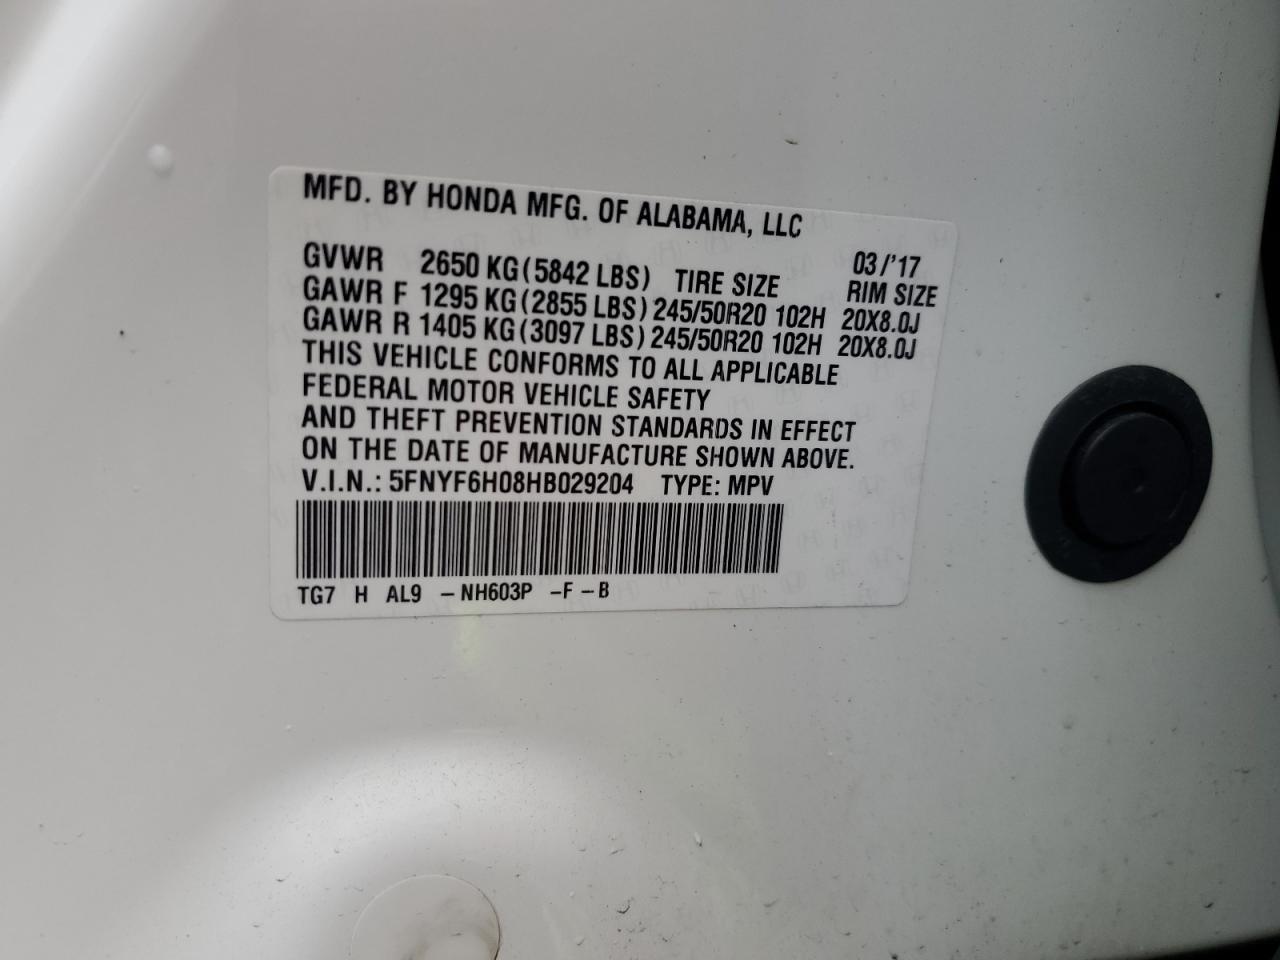 MFD. BY HONDA MFG. OF ALABAMA, LLC
03/'17
GVWR 2650 KG(5842 LBS) TIRE SIZE RIM SIZE
GAWR F 1295 KG(2855 LBS) 245/50R20 102H 20X8.0J
GAWR R 1405 KG(3097 LBS) 245/50R20 102H 20X8.0J
THIS VEHICLE CONFORMS TO ALL APPLICABLE
FEDERAL MOTOR VEHICLE SAFETY
AND THEFT PREVENTION STANDARDS IN EFFECT
ON THE DATE OF MANUFACTURE SHOWN ABOVE.
V.I.N.: 5FNYF6H08HB029204 TYPE: MPV
TG7 H AL9 -NH603P -F-B